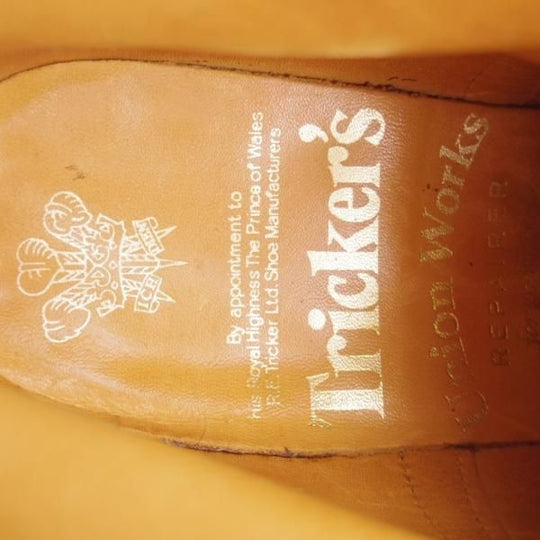 By appointment to
His Royal Highness The Prince of Wales
R.E. Tricker Ltd. Shoe Manufacturers
Tricker's
Union Works
REPAIRER